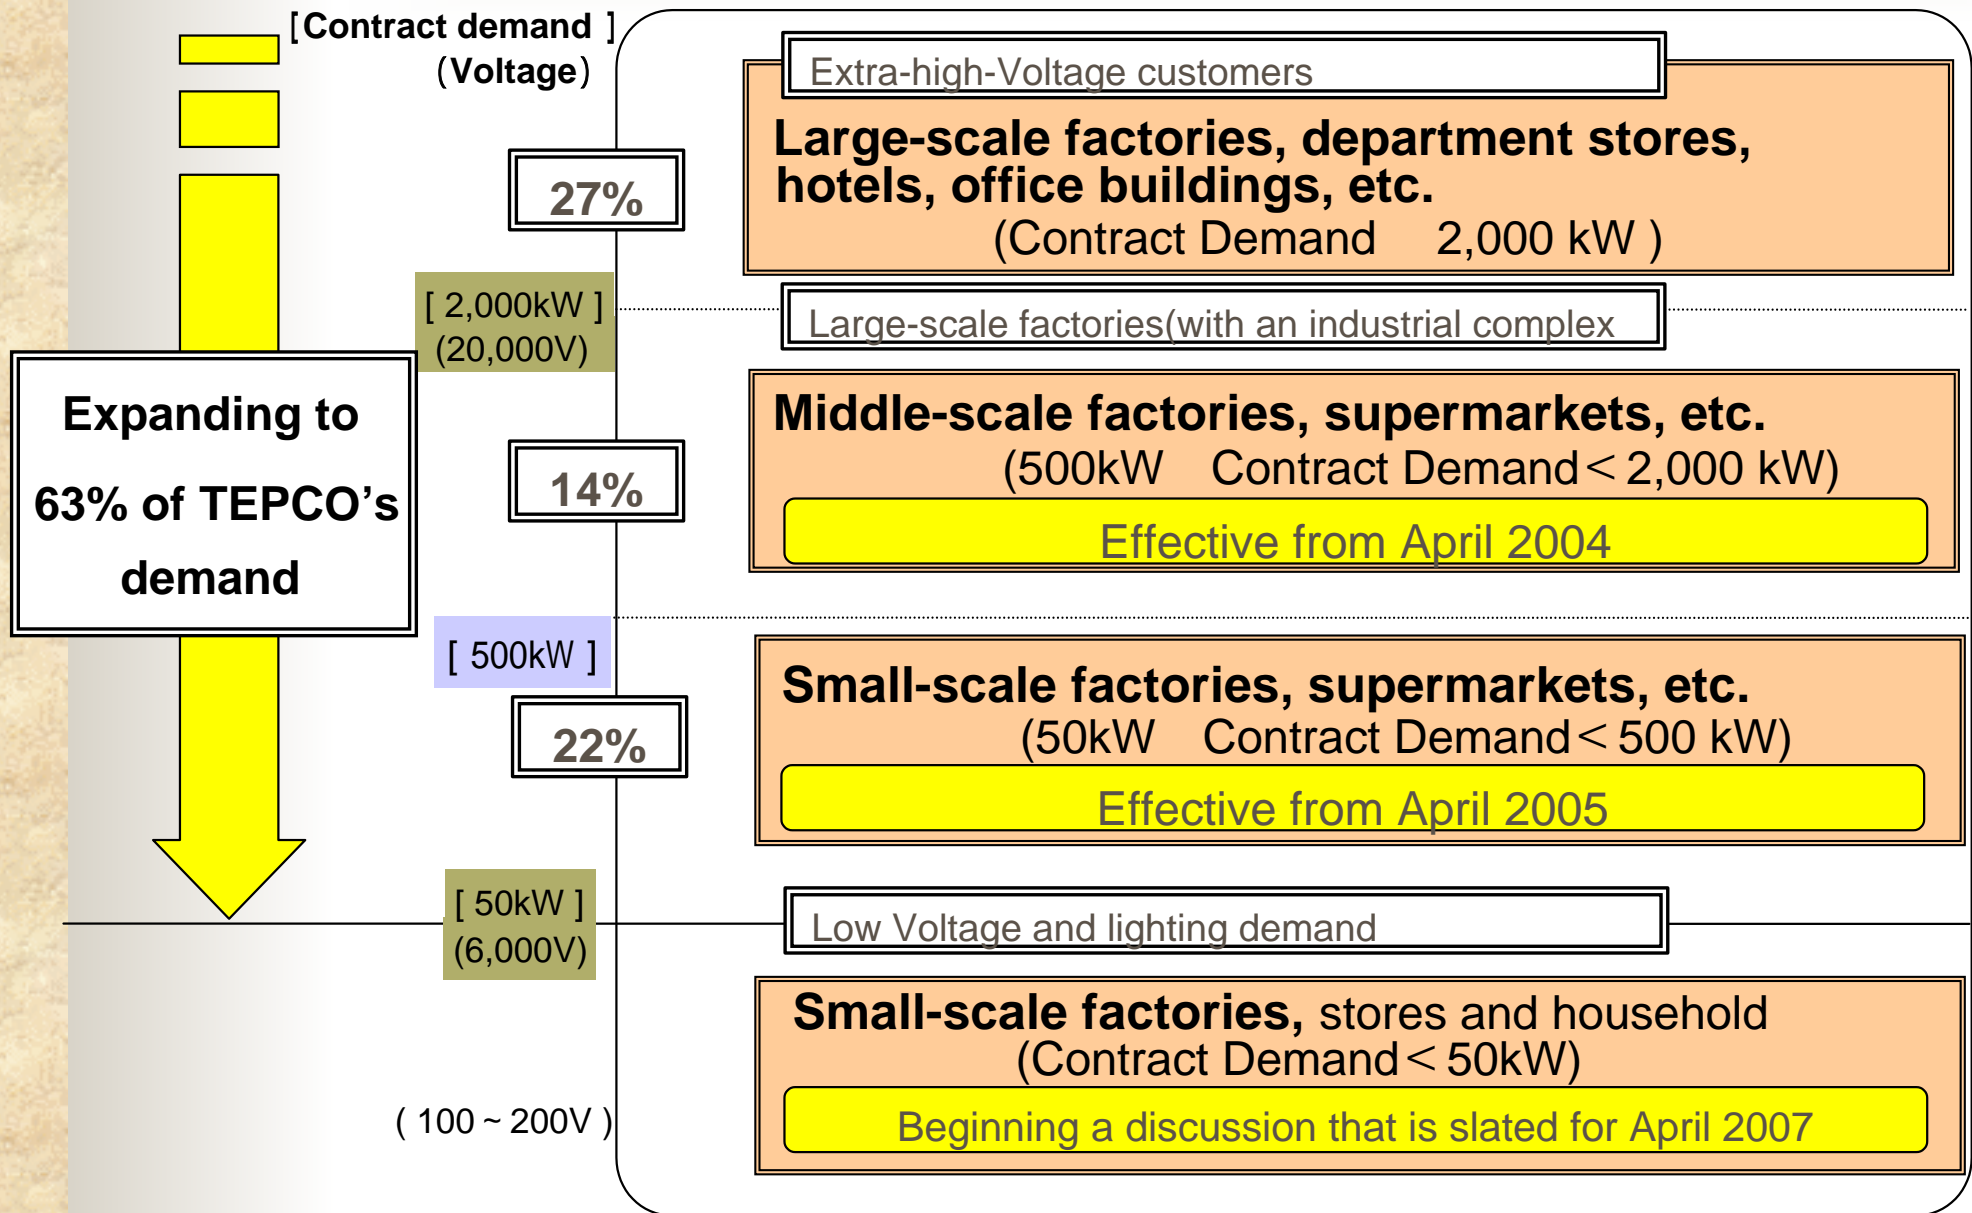 [Contract demand ]
(Voltage)
Extra-high-Voltage customers
Large-scale factories, department stores,
hotels, office buildings, etc.
(Contract Demand 2,000 kW )
27%
[ 2,000kW ]
(20,000V)
Large-scale factories(with an industrial complex
Expanding to
63% of TEPCO’s
demand
Middle-scale factories, supermarkets, etc.
(500kW Contract Demand＜2,000 kW)
14%
Effective from April 2004
[ 500kW ]
Small-scale factories, supermarkets, etc.
(50kW Contract Demand＜500 kW)
22%
Effective from April 2005
[ 50kW ]
(6,000V)
Low Voltage and lighting demand
Small-scale factories, stores and household
(Contract Demand＜50kW)
( 100～200V )
Beginning a discussion that is slated for April 2007